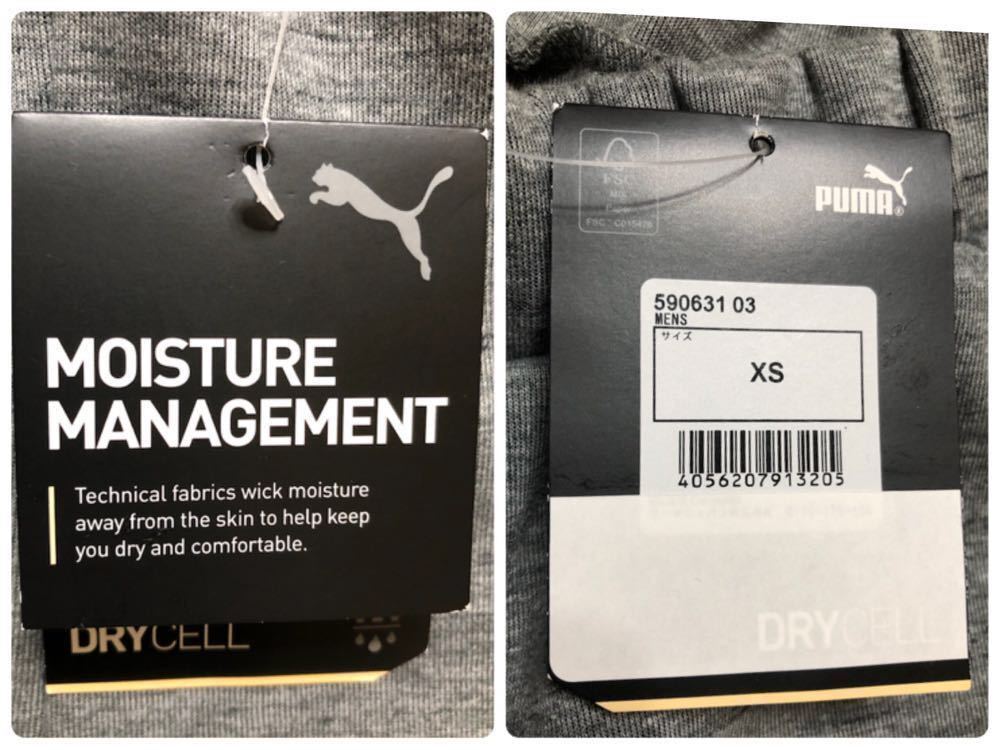 MOISTURE
MANAGEMENT
Technical fabrics wick moisture
away from the skin to help keep
you dry and comfortable.
DRYCELL
FSC
PUMA®
590631 03
MENS
サイズ
XS
4056207913205
DRYCELL